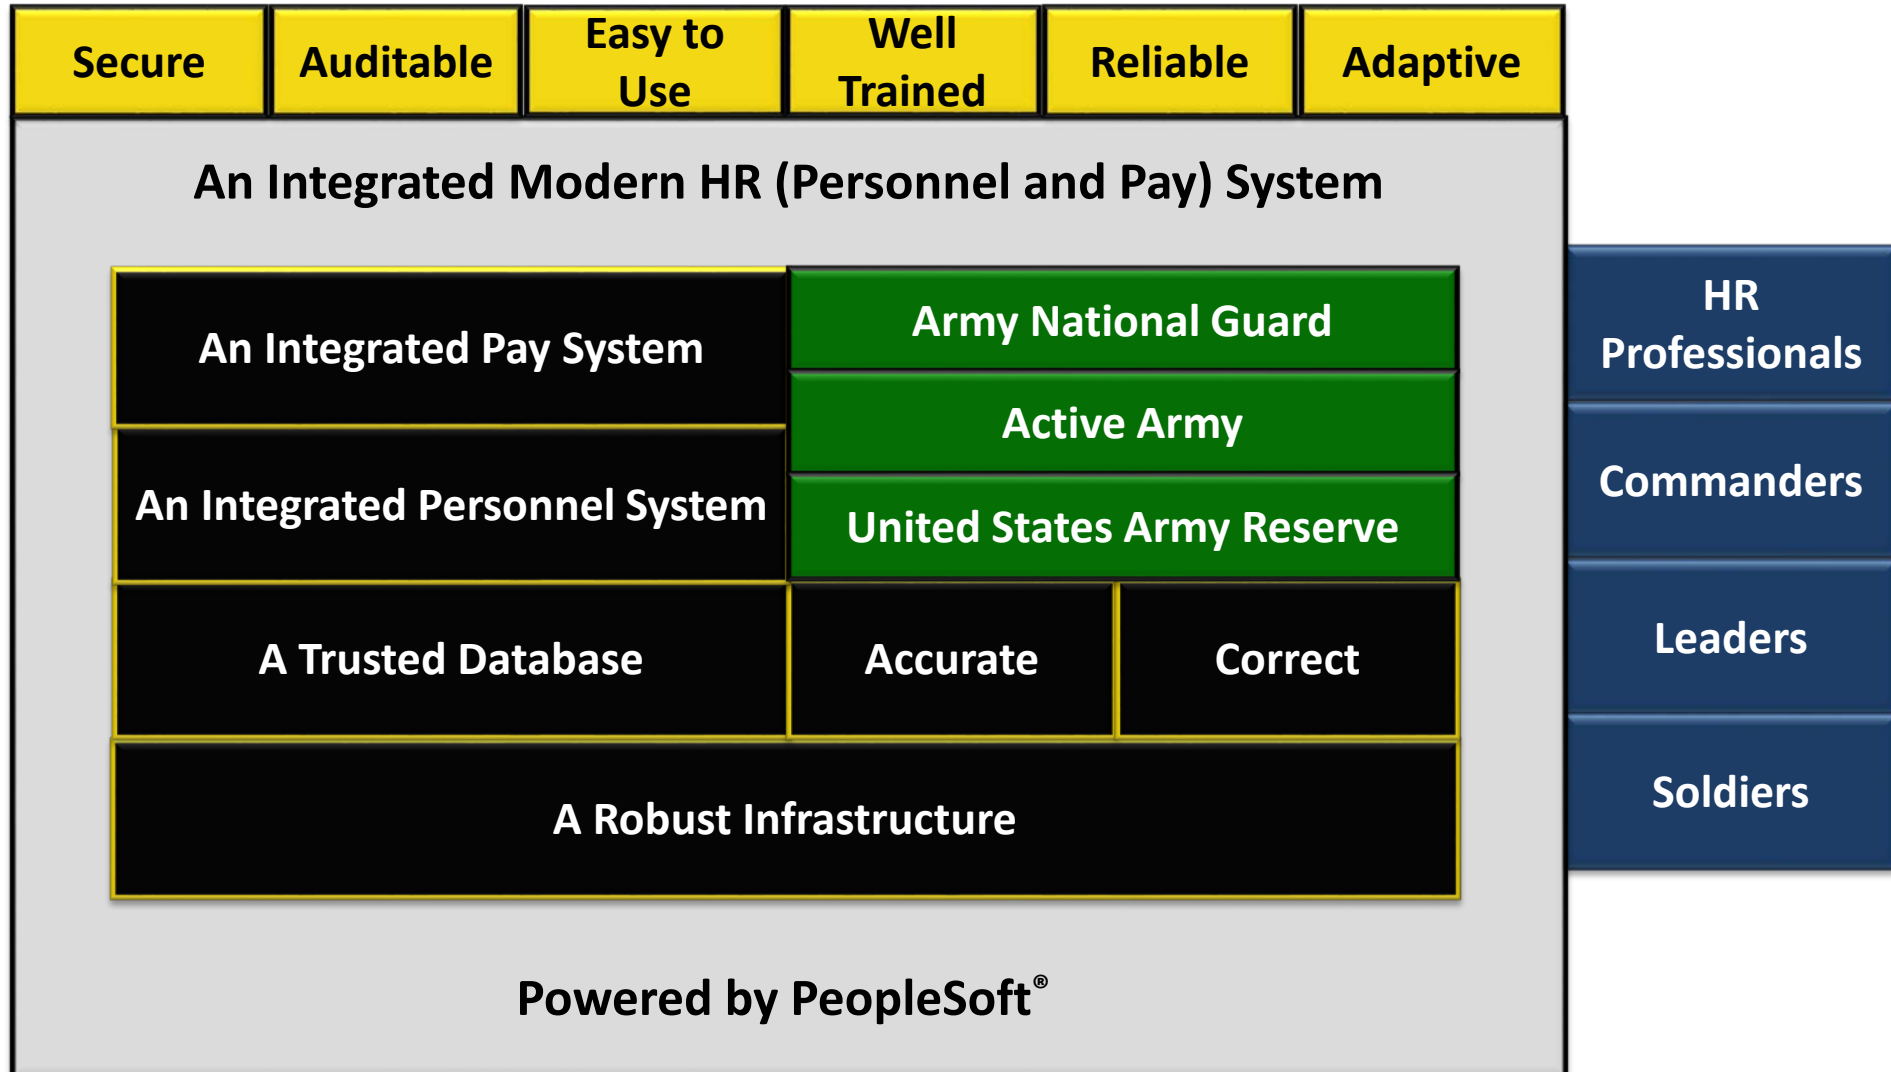 Secure
Auditable
Easy to
Use
Well
Trained
Reliable
Adaptive
An Integrated Modern HR (Personnel and Pay) System
An Integrated Pay System
An Integrated Personnel System
Army National Guard
Active Army
United States Army Reserve
A Trusted Database
Accurate
Correct
A Robust Infrastructure
Powered by PeopleSoft®
HR
Professionals
Commanders
Leaders
Soldiers